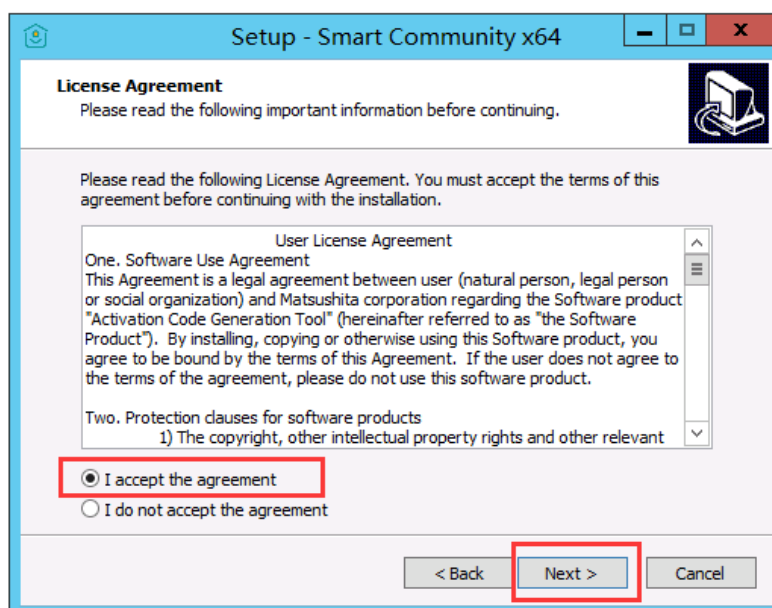 Setup - Smart Community x64
License Agreement
Please read the following important information before continuing.
Please read the following License Agreement. You must accept the terms of this
agreement before continuing with the installation.
User License Agreement
One. Software Use Agreement
This Agreement is a legal agreement between user (natural person, legal person
or social organization) and Matsushita corporation regarding the Software product
"Activation Code Generation Tool" (hereinafter referred to as "the Software
Product").  By installing, copying or otherwise using this Software product, you
agree to be bound by the terms of this Agreement.  If the user does not agree to
the terms of the agreement, please do not use this software product.
Two. Protection clauses for software products
1) The copyright, other intellectual property rights and other relevant
I accept the agreement
I do not accept the agreement
< Back Next > Cancel